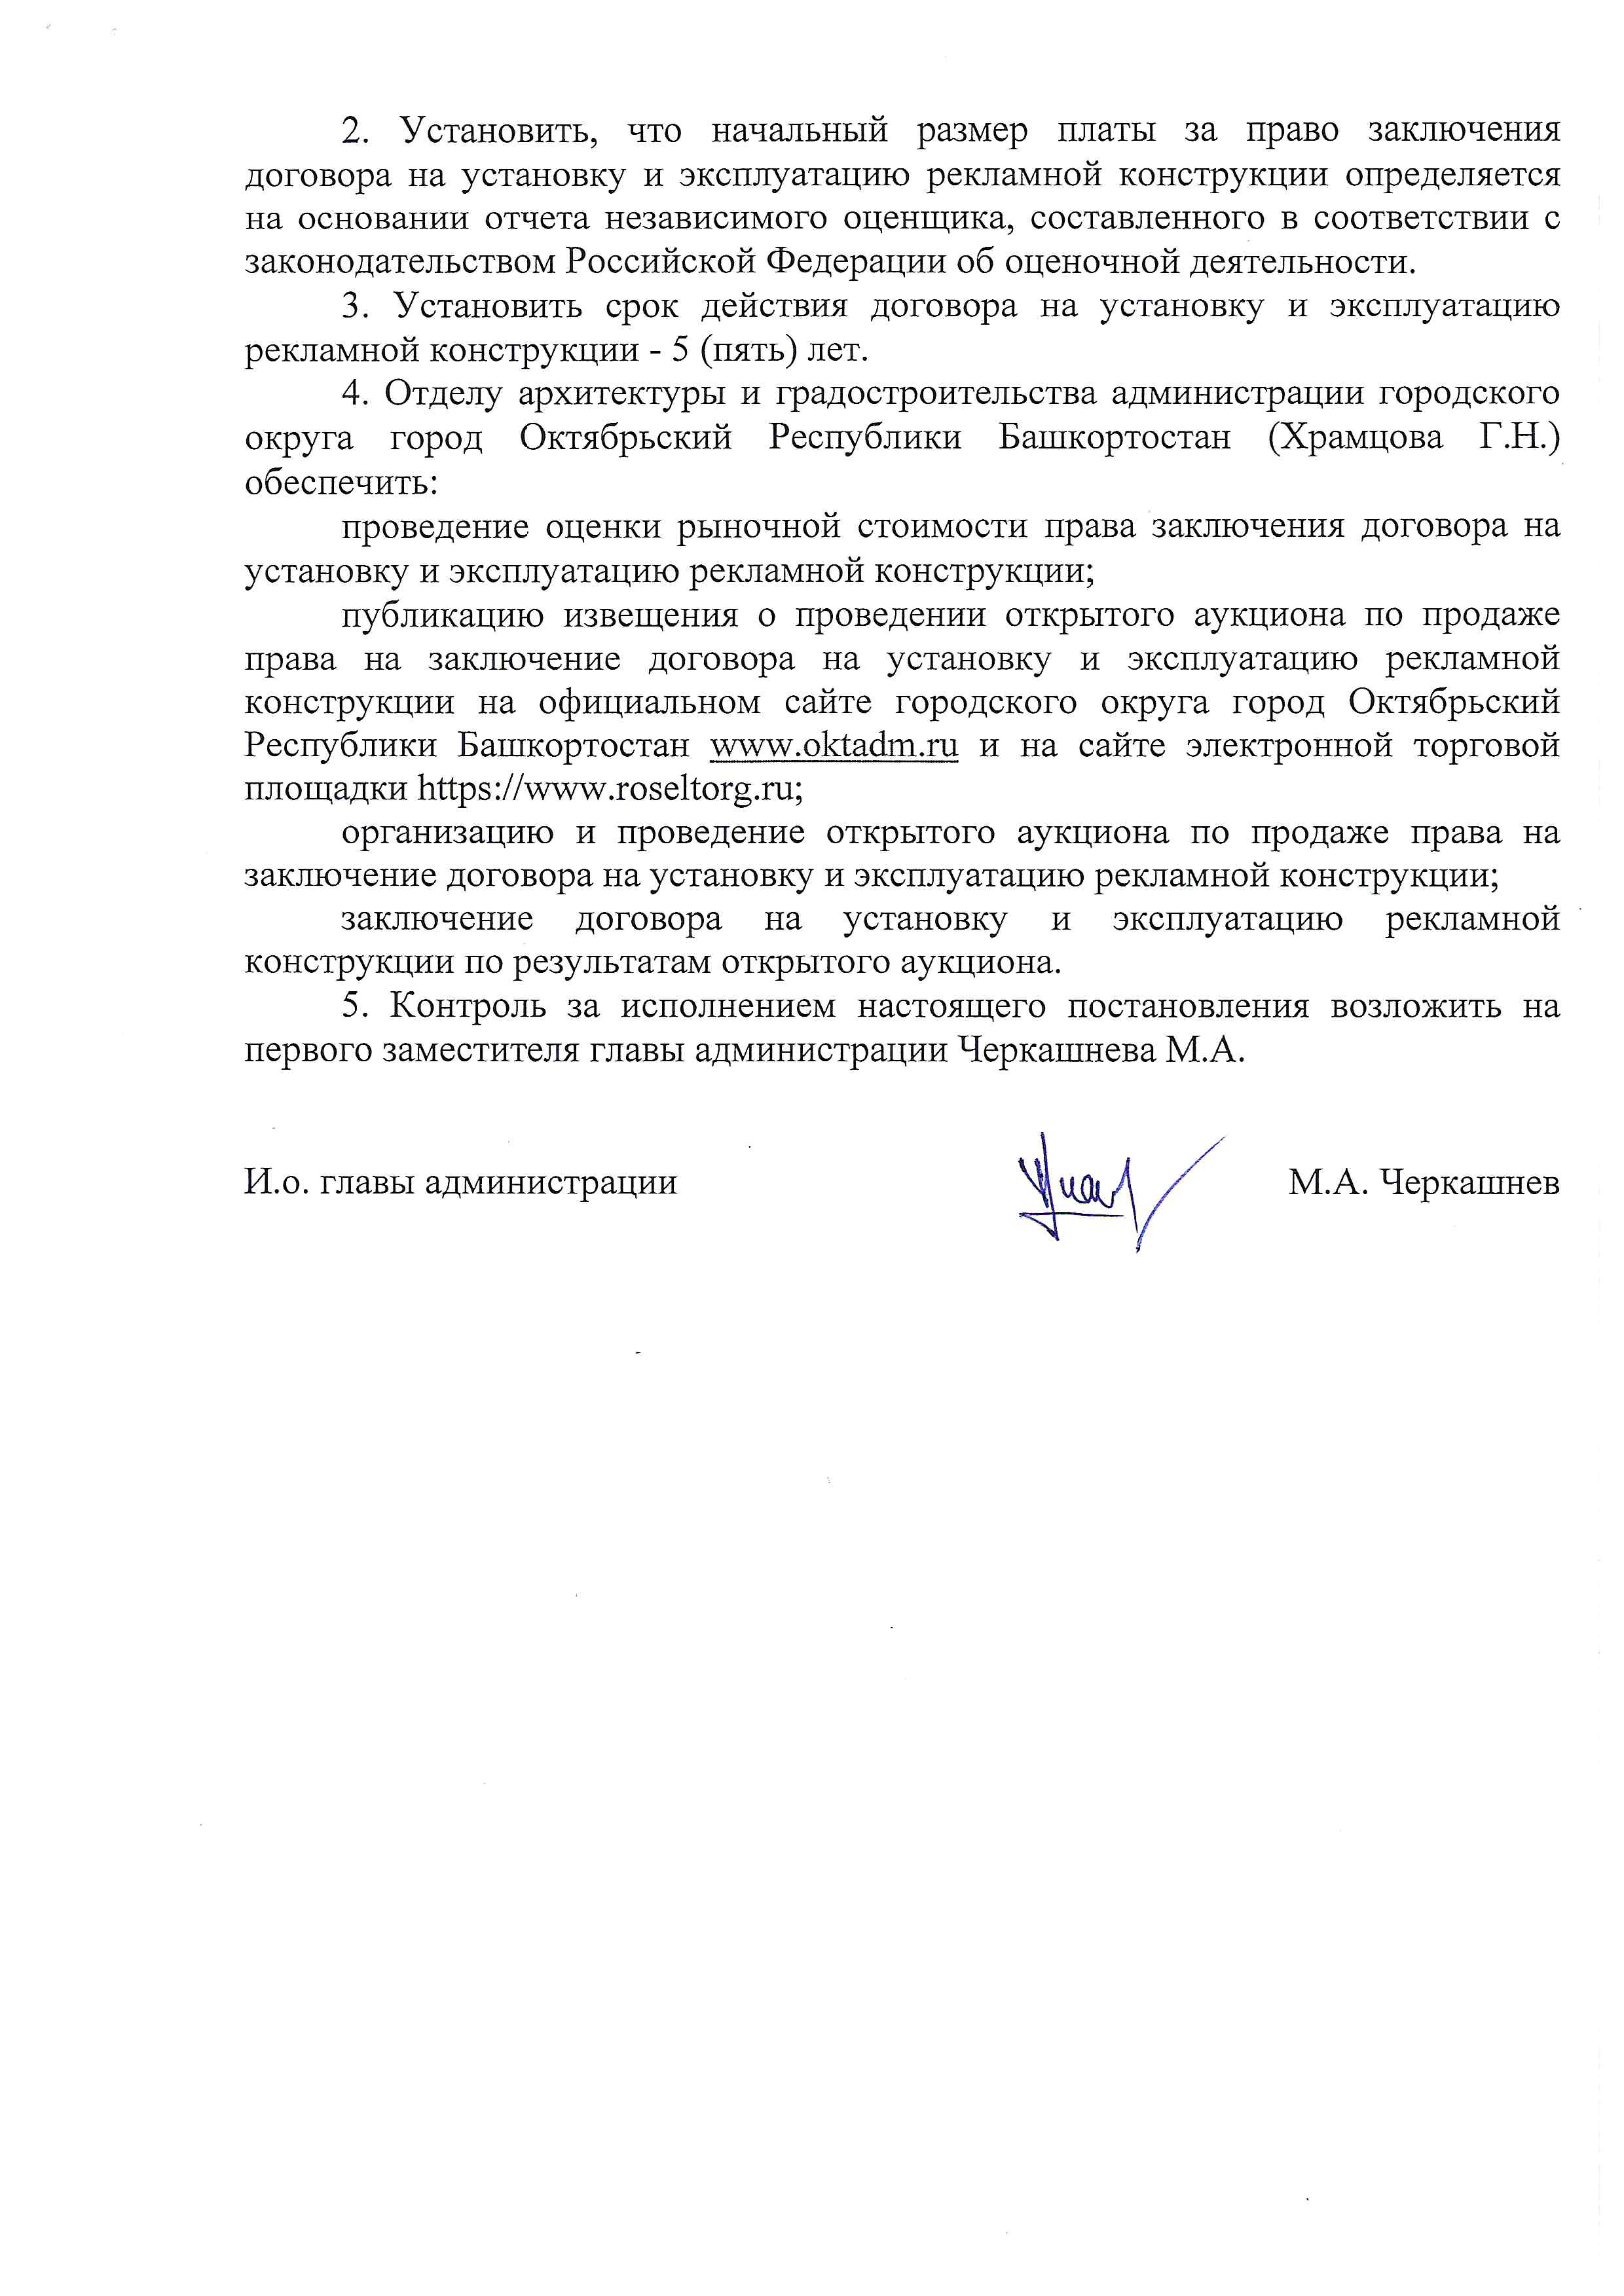 2. Установить, что начальный размер платы за право заключения
договора на установку и эксплуатацию рекламной конструкции определяется
на основании отчета независимого оценщика, составленного в соответствии с
законодательством Российской Федерации об оценочной деятельности.
3. Установить срок действия договора на установку и эксплуатацию
рекламной конструкции - 5 (пять) лет.
4. Отделу архитектуры и градостроительства администрации городского
округа город Октябрьский Республики Башкортостан (Храмцова Г.Н.)
обеспечить:
проведение оценки рыночной стоимости права заключения договора на
установку и эксплуатацию рекламной конструкции;
публикацию извещения о проведении открытого аукциона по продаже
права на заключение договора на установку и эксплуатацию рекламной
конструкции на официальном сайте городского округа город Октябрьский
Республики Башкортостан www.oktadm.ru и на сайте электронной торговой
площадки https://www.roseltorg.ru;
организацию и проведение открытого аукциона по продаже права на
заключение договора на установку и эксплуатацию рекламной конструкции;
заключение договора на установку и эксплуатацию рекламной
конструкции по результатам открытого аукциона.
5. Контроль за исполнением настоящего постановления возложить на
первого заместителя главы администрации Черкашнева М.А.
И.о. главы администрации М.А. Черкашнев